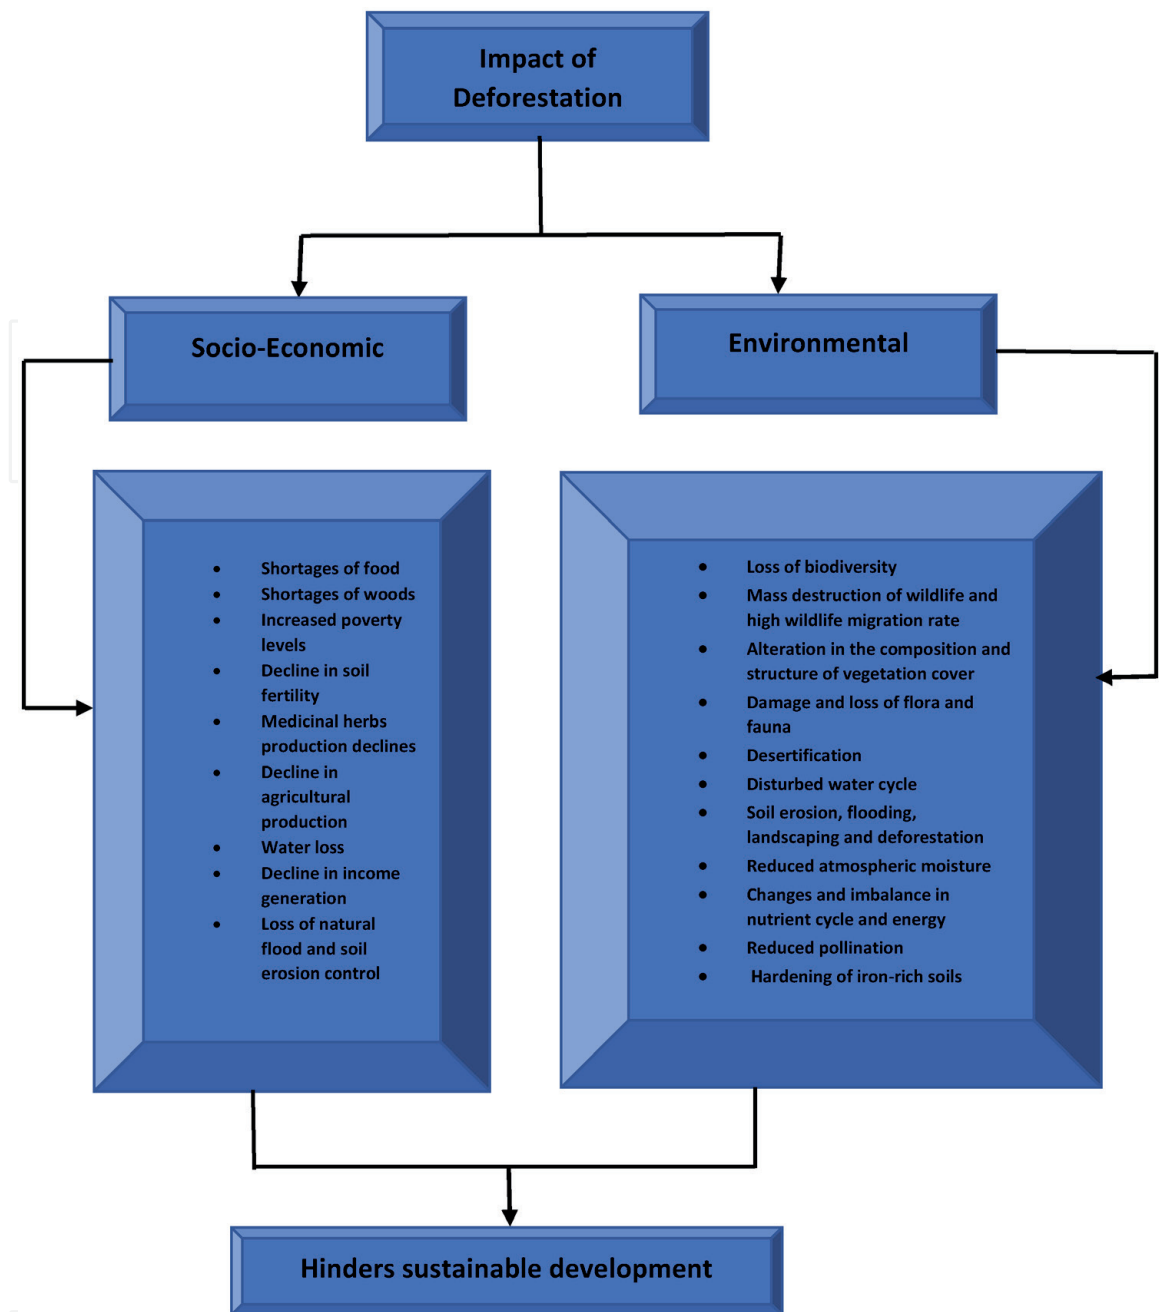 Impact of
Deforestation
Socio-Economic
Environmental
• Shortages of food
• Shortages of woods
• Increased poverty
levels
• Decline in soil
fertility
• Medicinal herbs
production declines
• Decline in
agricultural
production
• Water loss
• Decline in income
generation
• Loss of natural
flood and soil
erosion control
• Loss of biodiversity
• Mass destruction of wildlife and
high wildlife migration rate
• Alteration in the composition and
structure of vegetation cover
• Damage and loss of flora and
fauna
• Desertification
• Disturbed water cycle
• Soil erosion, flooding,
landscaping and deforestation
• Reduced atmospheric moisture
• Changes and imbalance in
nutrient cycle and energy
• Reduced pollination
• Hardening of iron-rich soils
Hinders sustainable development